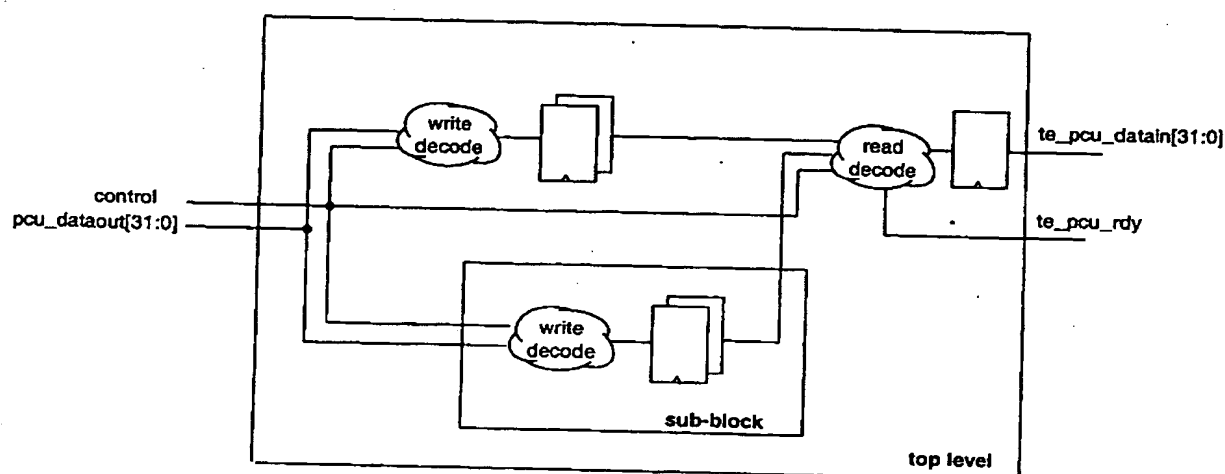 write
decode
read
decode
te_pcu_datain[31:0]
control
pcu_dataout[31:0]
te_pcu_rdy
write
decode
sub-block
top level